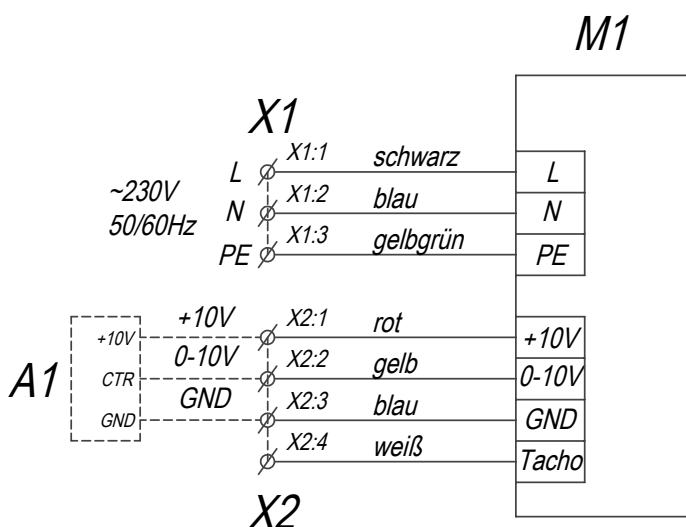 M1
X1
L X1:1 schwarz L
~230V
50/60Hz
N X1:2 blau N
PE X1:3 gelbgrün PE
+10V +10V X2:1 rot +10V
A1
CTR 0-10V X2:2 gelb 0-10V
GND GND X2:3 blau GND
X2:4 weiß Tacho
X2